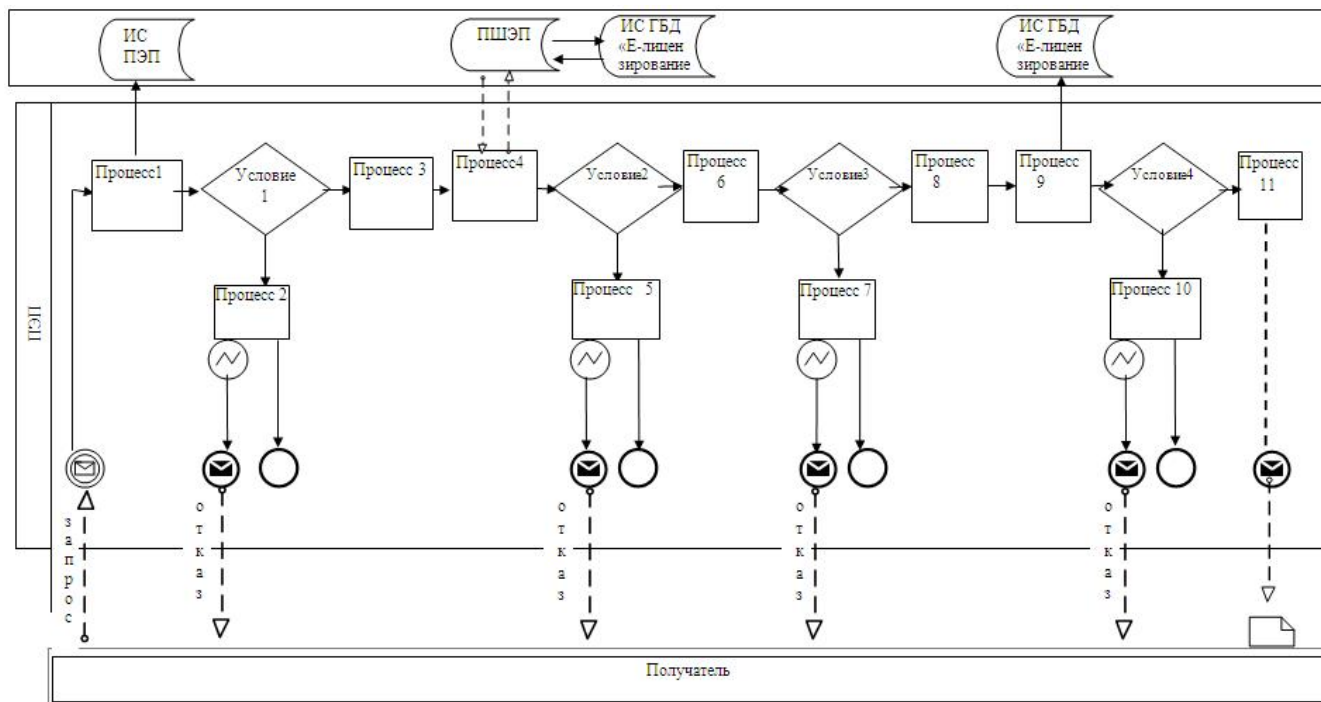 ИС
ПЭП
ПШЭП
ИС ГБД
«Е-лицен
зирование
ИС ГБД
«Е-лицен
зирование
Процесс1
Условие
1
Процесс 3
Процесс4
Условие2
Процесс
6
Условие3
Процесс
8
Процесс
9
Условие4
Процесс
11
Процесс 2
Процесс 5
Процесс 7
Процесс 10
ПЭП
запрос
отказ
отказ
отказ
отказ
Получатель